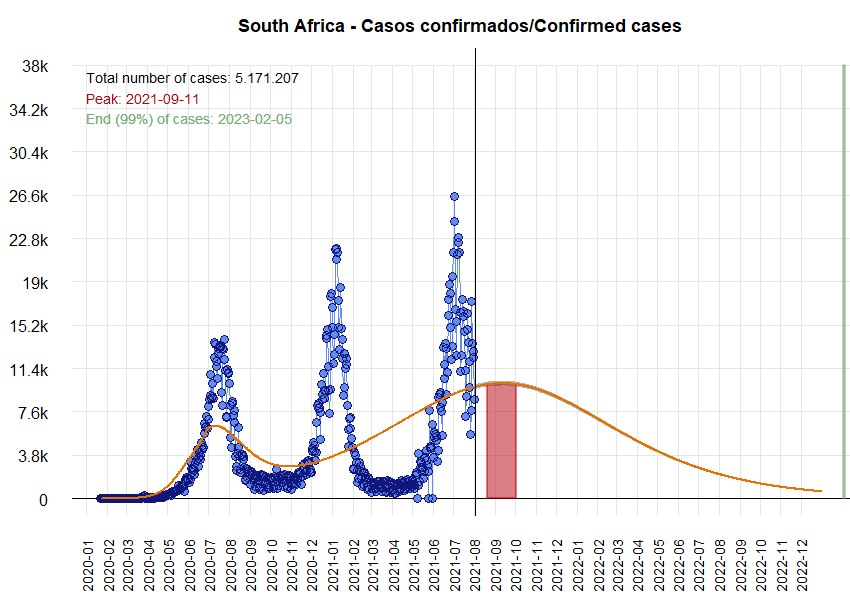 South Africa - Casos confirmados/Confirmed cases
Total number of cases: 5.171.207
Peak: 2021-09-11
End (99%) of cases: 2023-02-05
38k
34.2k
30.4k
26.6k
22.8k
19k
15.2k
11.4k
7.6k
3.8k
0
2020-01
2020-02
2020-03
2020-04
2020-05
2020-06
2020-07
2020-08
2020-09
2020-10
2020-11
2020-12
2021-01
2021-02
2021-03
2021-04
2021-05
2021-06
2021-07
2021-08
2021-09
2021-10
2021-11
2021-12
2022-01
2022-02
2022-03
2022-04
2022-05
2022-06
2022-07
2022-08
2022-09
2022-10
2022-11
2022-12